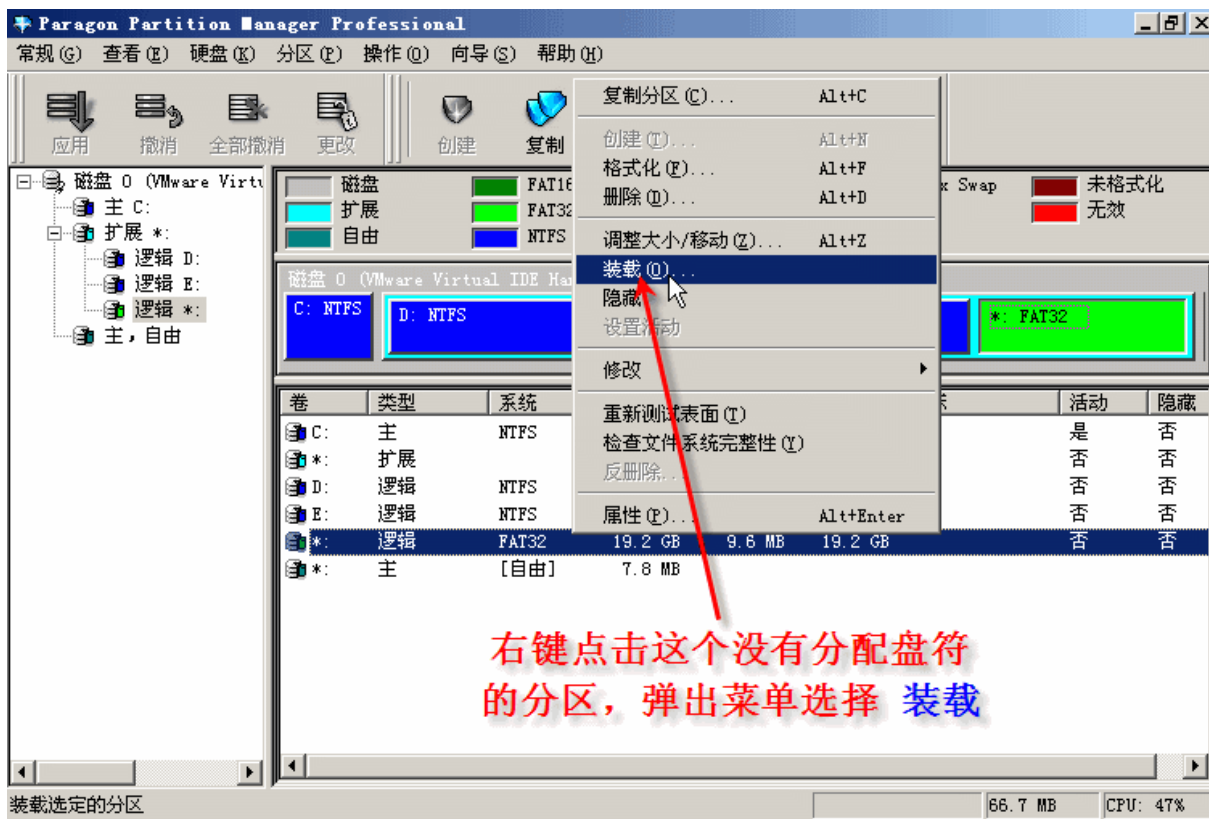 Paragon Partition Manager Professional
常规(G) 查看(E) 硬盘(K) 分区(P) 操作(O) 向导(S) 帮助(H)
应用 撤消 全部撤消 更改 创建 复制
磁盘 0 (VMware Virtu
主 C:
扩展 *:
逻辑 D:
逻辑 E:
逻辑 *:
主,自由
磁盘 FAT16 x Swap 未格式化
扩展 FAT32 无效
自由 NTFS
磁盘 0 (VMware Virtual IDE Har
C: NTFS D: NTFS *: FAT32
复制分区(C)... Alt+C
创建(T)... Alt+N
格式化(F)... Alt+F
删除(D)... Alt+D
调整大小/移动(Z)... Alt+Z
装载(O)...
隐藏
设置活动
修改
重新测试表面(T)
检查文件系统完整性(Y)
反删除...
属性(P)... Alt+Enter
卷 类型 系统 活动 隐藏
C: 主 NTFS 是 否
*: 扩展 否 否
D: 逻辑 NTFS 否 否
E: 逻辑 NTFS 否 否
*: 逻辑 FAT32 19.2 GB 9.6 MB 19.2 GB 否 否
*: 主 [自由] 7.8 MB
右键点击这个没有分配盘符
的分区，弹出菜单选择 装载
装载选定的分区 66.7 MB CPU: 47%